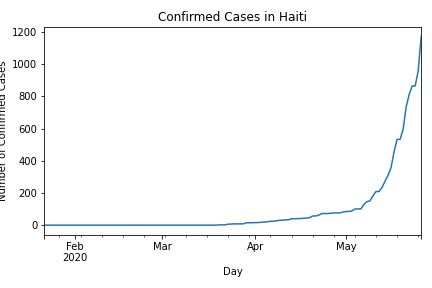 Confirmed Cases in Haiti
1200
1000
800
600
400
200
0
Number of Confirmed Cases
Feb
2020
Mar
Apr
May
Day